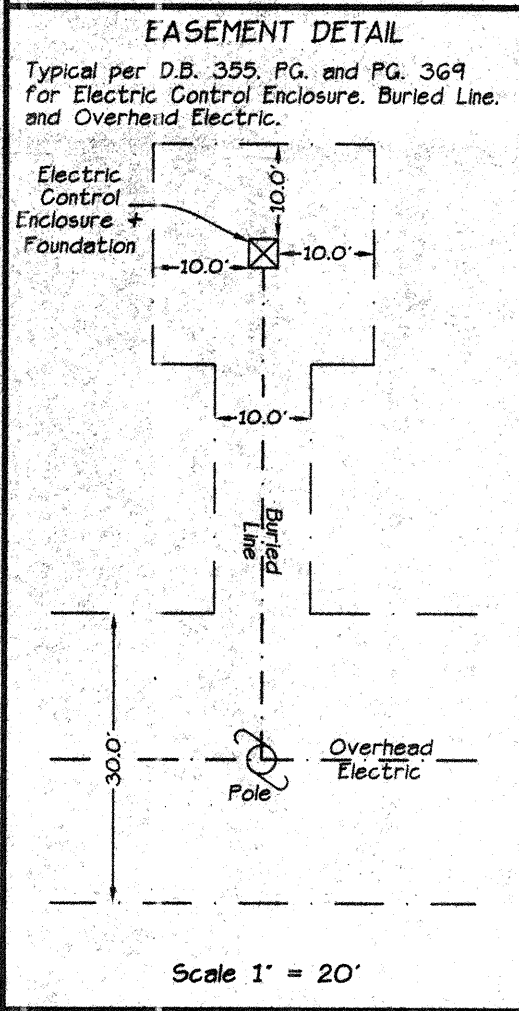 EASEMENT DETAIL
Typical per D.B. 355. PG. and PG. 369
for Electric Control Enclosure. Buried Line.
and Overhead Electric.
Electric
Control
Enclosure +
Foundation
10.0'
10.0'
10.0'
10.0'
Buried
Line
30.0'
Overhead
Electric
Pole
Scale 1" = 20'